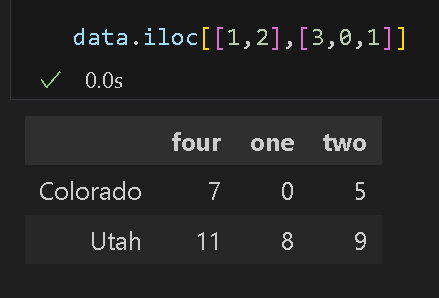 data.iloc[[1,2],[3,0,1]]
✓ 0.0s
four one two
Colorado 7 0 5
Utah 11 8 9